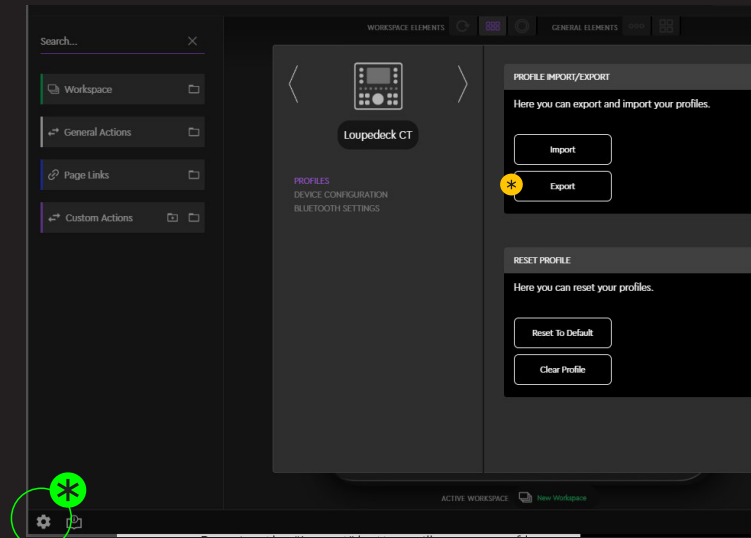 WORKSPACE ELEMENTS
GENERAL ELEMENTS
Search...
Workspace
General Actions
Page Links
Custom Actions
Loupedeck CT
PROFILES
DEVICE CONFIGURATION
BLUETOOTH SETTINGS
PROFILE IMPORT/EXPORT
Here you can export and import your profiles.
Import
Export
RESET PROFILE
Here you can reset your profiles.
Reset To Default
Clear Profile
ACTIVE WORKSPACE
New Workspace